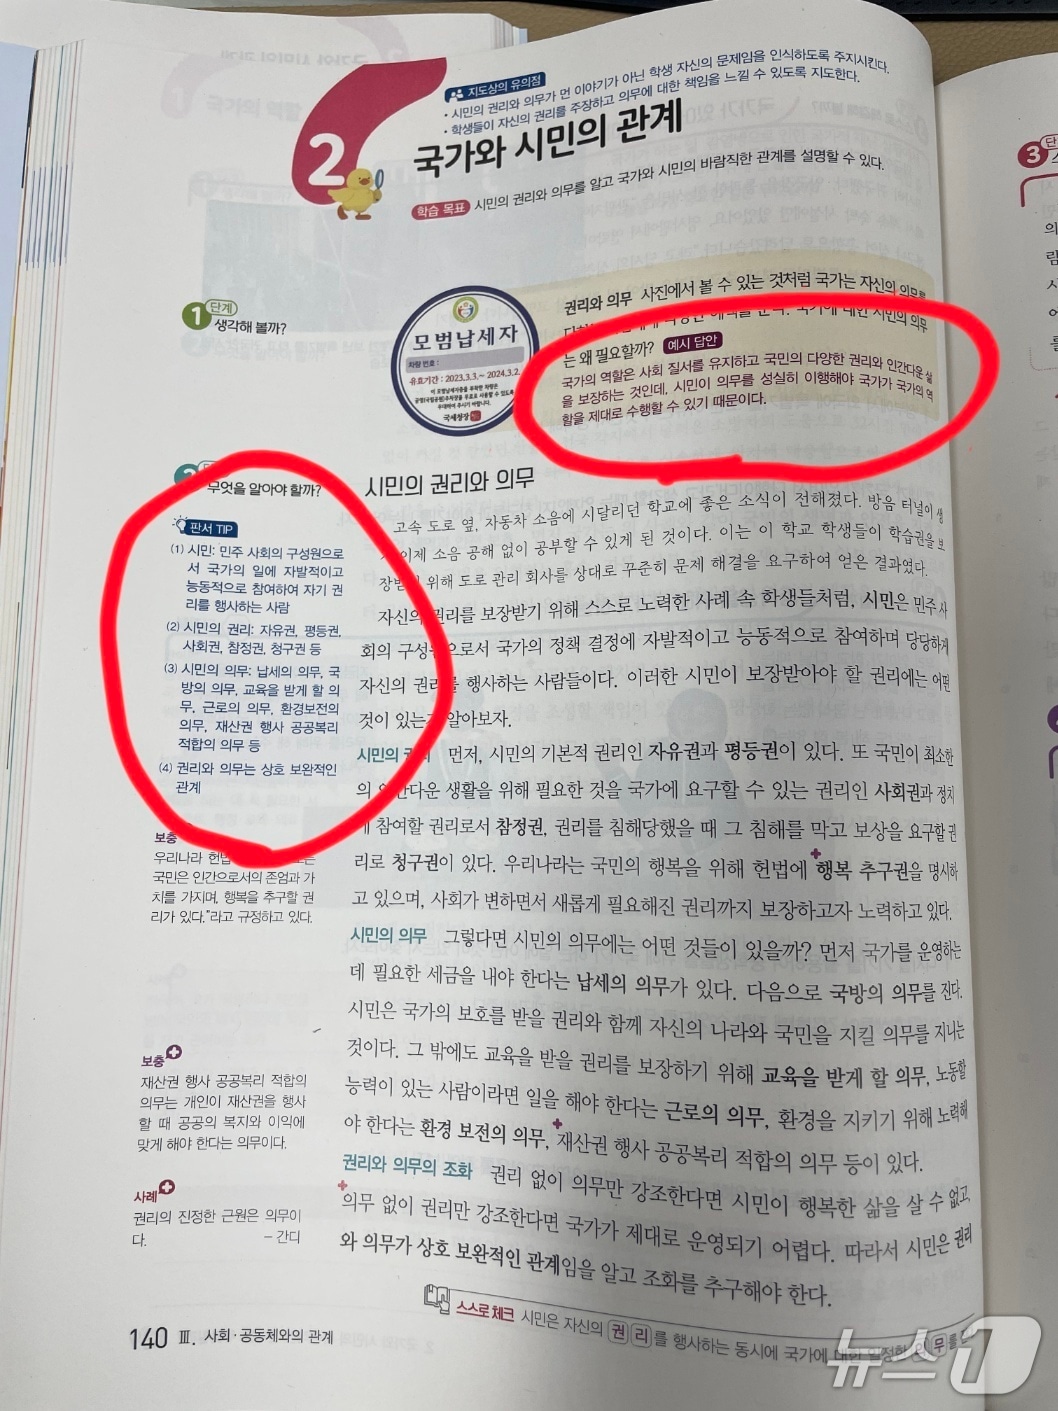 지도상의 유의점
• 시민의 권리와 의무가 먼 이야기가 아닌 학생 자신의 문제임을 인식하도록 주지시킨다.
• 학생들이 자신의 권리를 주장하고 의무에 대한 책임을 느낄 수 있도록 지도한다.
2
국가와 시민의 관계
학습 목표 시민의 권리와 의무를 알고 국가와 시민의 바람직한 관계를 설명할 수 있다.
1 단계
생각해 볼까?
모범납세자
차량 번호 :
유효기간 : 2023.3.3.~ 2024.3.2.
국세청장
권리와 의무 사진에서 볼 수 있는 것처럼 국가는 자신의 의무를
국가에 대한 시민의 의무
는 왜 필요할까? 예시 답안
국가의 역할은 사회 질서를 유지하고 국민의 다양한 권리와 인간다운 삶
을 보장하는 것인데, 시민이 의무를 성실히 이행해야 국가가 국가의 역
할을 제대로 수행할 수 있기 때문이다.
무엇을 알아야 할까?
판서 TIP
(1) 시민: 민주 사회의 구성원으로
서 국가의 일에 자발적이고
능동적으로 참여하여 자기 권
리를 행사하는 사람
(2) 시민의 권리: 자유권, 평등권,
사회권, 참정권, 청구권 등
(3) 시민의 의무: 납세의 의무, 국
방의 의무, 교육을 받게 할 의
무, 근로의 의무, 환경보전의
의무, 재산권 행사 공공복리
적합의 의무 등
(4) 권리와 의무는 상호 보완적인
관계
보충
우리나라 헌법
국민은 인간으로서의 존엄과 가
치를 가지며, 행복을 추구할 권
리가 있다."라고 규정하고 있다.
보충
재산권 행사 공공복리 적합의
의무는 개인이 재산권을 행사
할 때 공공의 복지와 이익에
맞게 해야 한다는 의무이다.
사례
권리의 진정한 근원은 의무이
다. – 간디
시민의 권리와 의무
고속 도로 옆, 자동차 소음에 시달리던 학교에 좋은 소식이 전해졌다. 방음 터널이 생
이제 소음 공해 없이 공부할 수 있게 된 것이다. 이는 이 학교 학생들이 학습권을 보
장받 위해 도로 관리 회사를 상대로 꾸준히 문제 해결을 요구하여 얻은 결과였다.
자신의 권리를 보장받기 위해 스스로 노력한 사례 속 학생들처럼, 시민은 민주 사
회의 구성원으로서 국가의 정책 결정에 자발적이고 능동적으로 참여하며 당당하게
자신의 권리를 행사하는 사람들이다. 이러한 시민이 보장받아야 할 권리에는 어떤
것이 있는지 알아보자.
시민의 권리 먼저, 시민의 기본적 권리인 자유권과 평등권이 있다. 또 국민이 최소한
의 인간다운 생활을 위해 필요한 것을 국가에 요구할 수 있는 권리인 사회권과 정치
에 참여할 권리로서 참정권, 권리를 침해당했을 때 그 침해를 막고 보상을 요구할 권
리로 청구권이 있다. 우리나라는 국민의 행복을 위해 헌법에 행복 추구권을 명시하
고 있으며, 사회가 변하면서 새롭게 필요해진 권리까지 보장하고자 노력하고 있다.
시민의 의무 그렇다면 시민의 의무에는 어떤 것들이 있을까? 먼저 국가를 운영하는
데 필요한 세금을 내야 한다는 납세의 의무가 있다. 다음으로 국방의 의무를 진다.
시민은 국가의 보호를 받을 권리와 함께 자신의 나라와 국민을 지킬 의무를 지니는
것이다. 그 밖에도 교육을 받을 권리를 보장하기 위해 교육을 받게 할 의무, 노동할
능력이 있는 사람이라면 일을 해야 한다는 근로의 의무, 환경을 지키기 위해 노력해
야 한다는 환경 보전의 의무, 재산권 행사 공공복리 적합의 의무 등이 있다.
권리와 의무의 조화 권리 없이 의무만 강조한다면 시민이 행복한 삶을 살 수 없고,
의무 없이 권리만 강조한다면 국가가 제대로 운영되기 어렵다. 따라서 시민은 권리
와 의무가 상호 보완적인 관계임을 알고 조화를 추구해야 한다.
스스로 체크 시민은 자신의 권 리 를 행사하는 동시에 국가에 대한 일정한 의 무 를
140 Ⅲ. 사회·공동체와의 관계
뉴스1
3